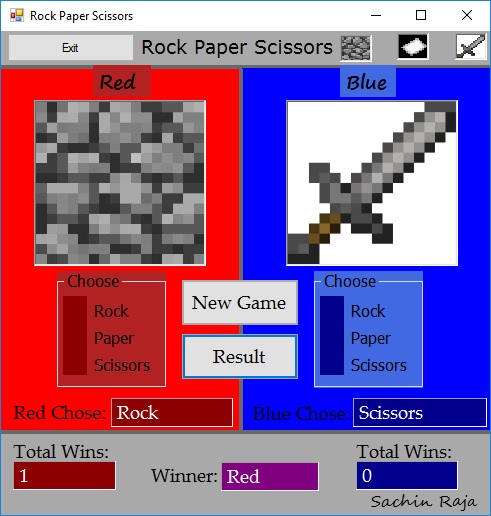 Rock Paper Scissors
Exit
Rock Paper Scissors
Red
Blue
Choose
Rock
Paper
Scissors
New Game
Result
Choose
Rock
Paper
Scissors
Red Chose: Rock
Blue Chose: Scissors
Total Wins:
1
Winner: Red
Total Wins:
0
Sachin Raja